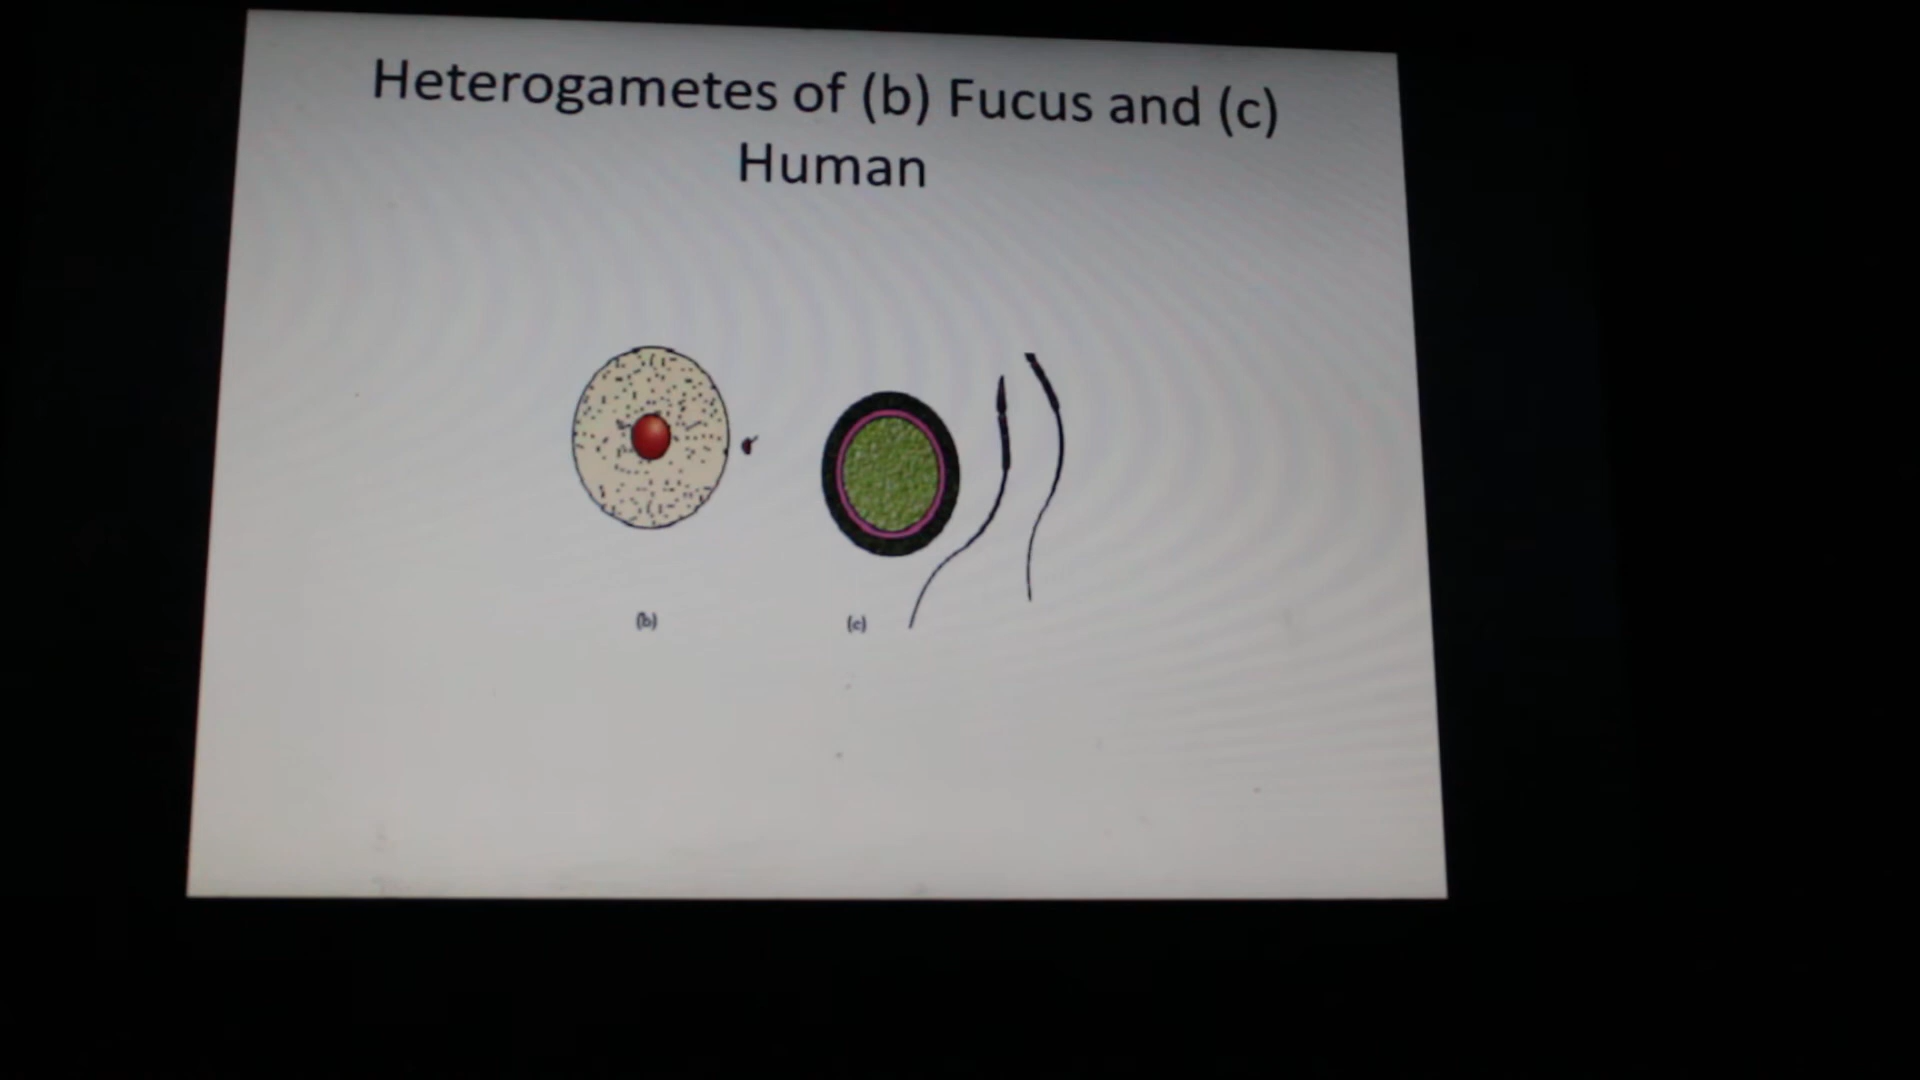 Heterogametes of (b) Fucus and (c)
Human
(b)
(c)